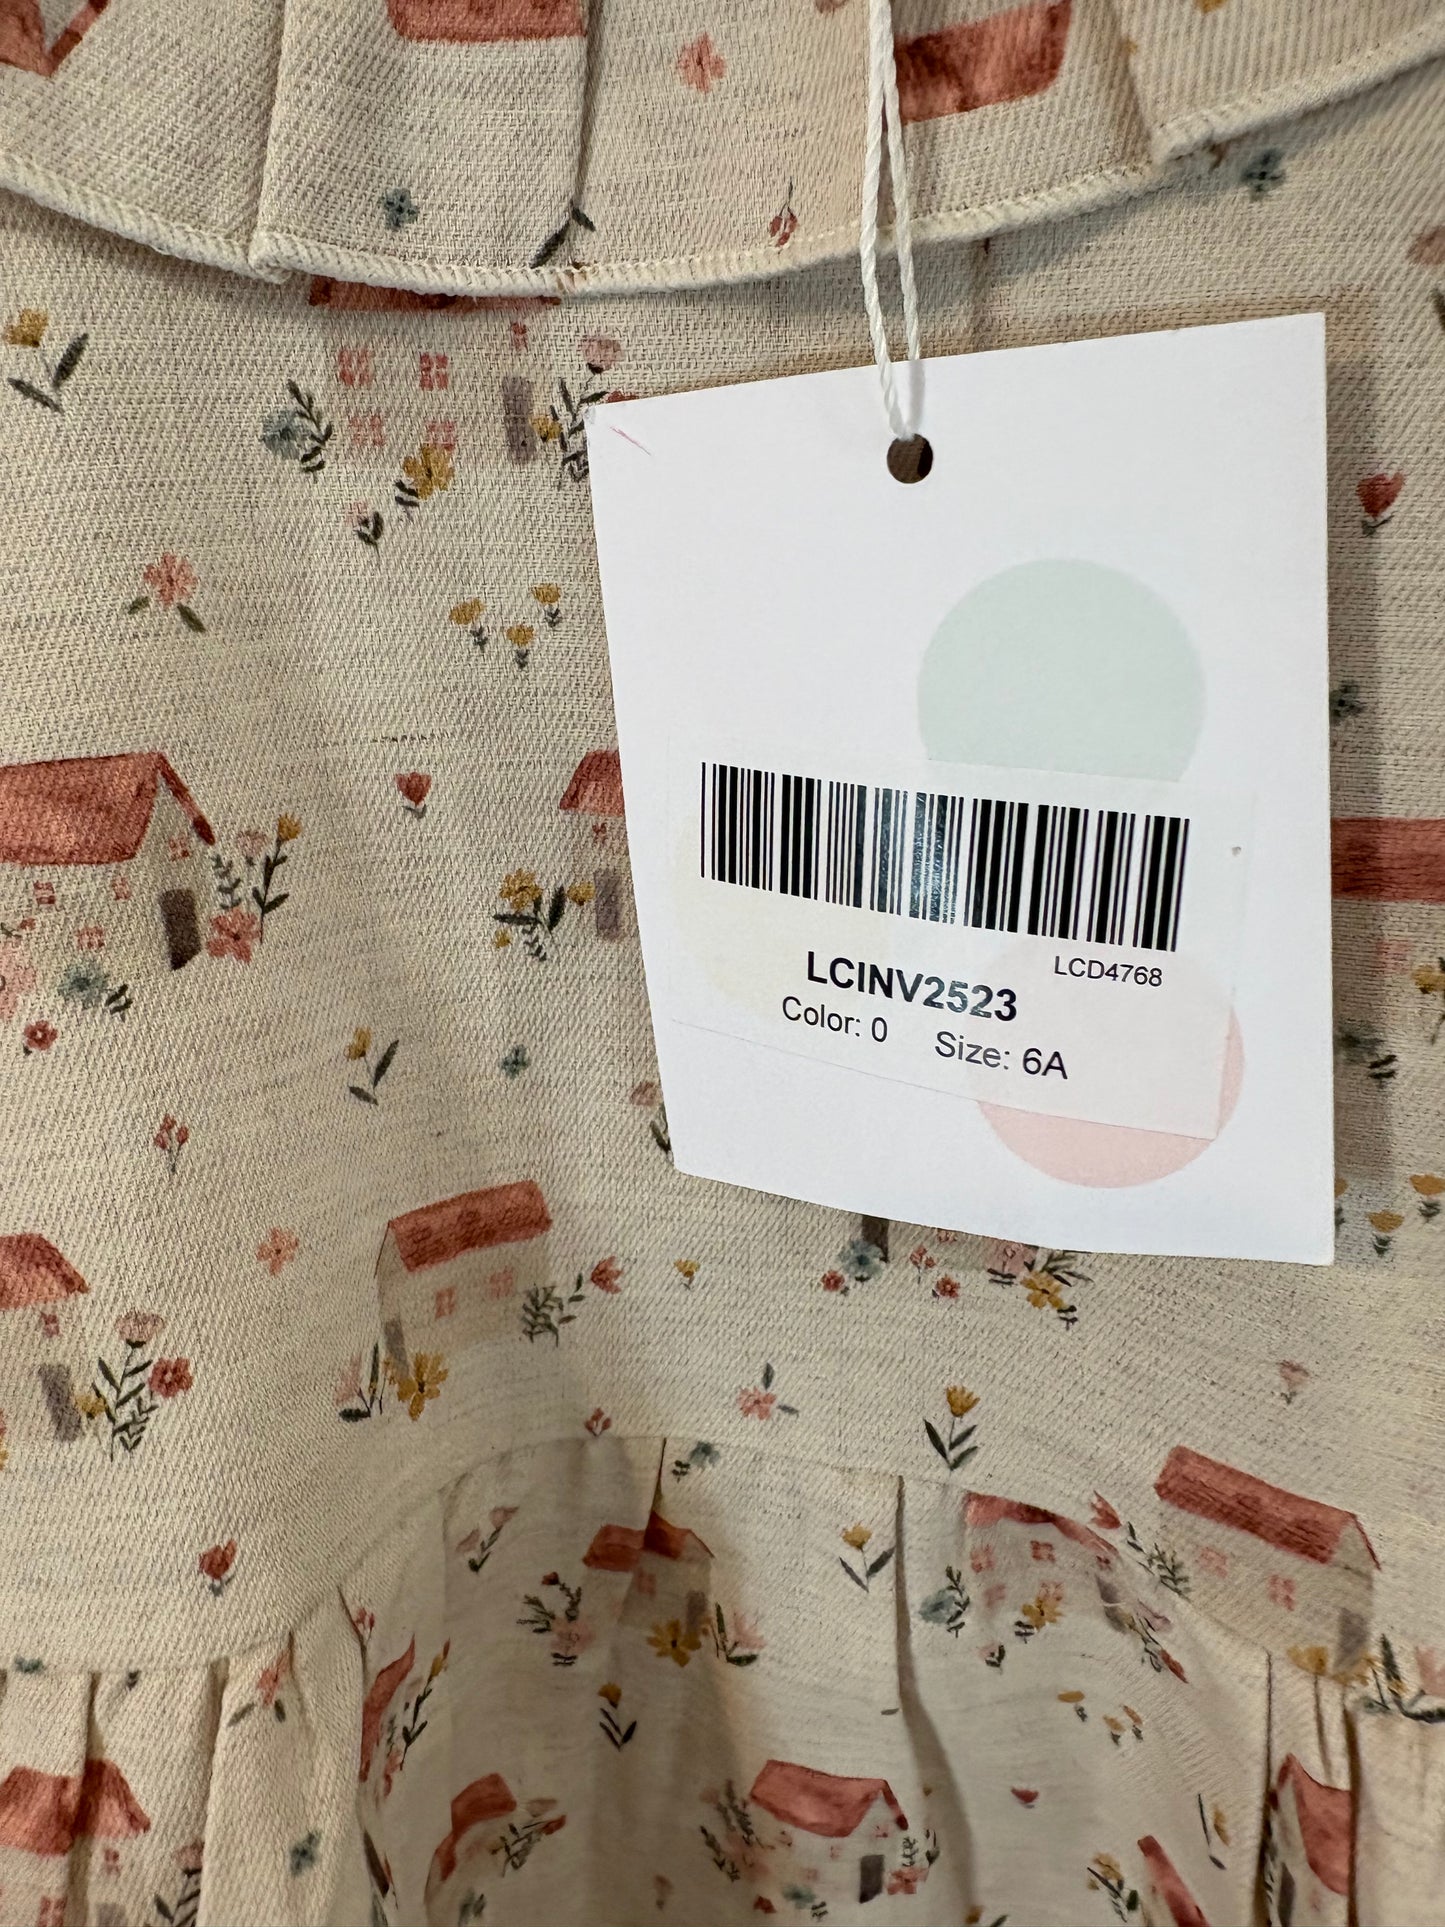 LCD4768
LCINV2523
Color: 0 Size: 6A